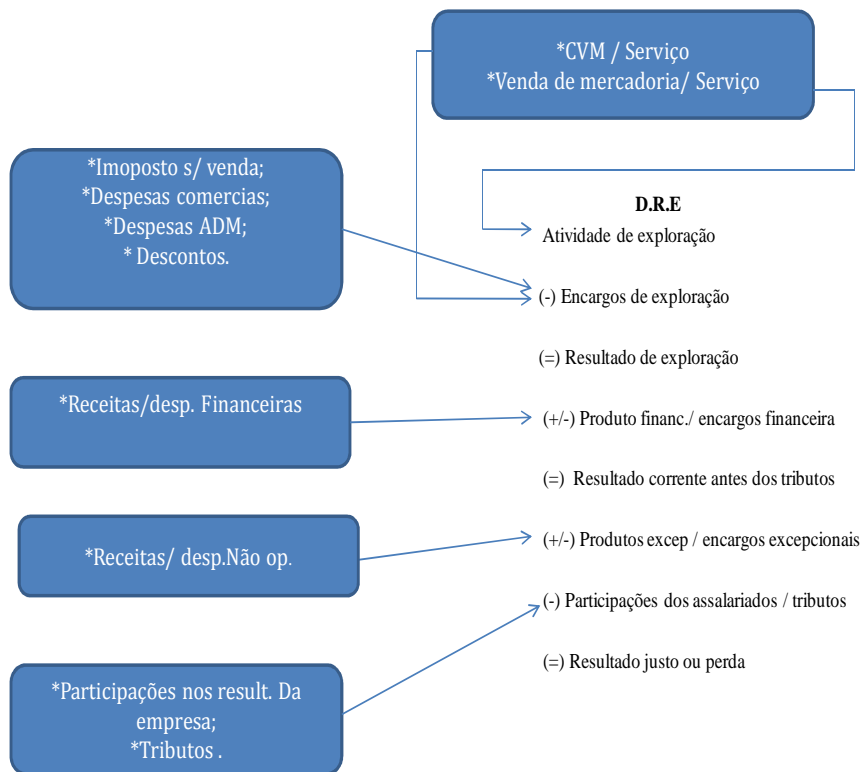 *CVM / Serviço
*Venda de mercadoria/ Serviço
*Imoposto s/ venda;
*Despesas comercias;
*Despesas ADM;
* Descontos.
D.R.E
Atividade de exploração
(-) Encargos de exploração
(=) Resultado de exploração
*Receitas/desp. Financeiras
(+/-) Produto financ./ encargos financeira
(=) Resultado corrente antes dos tributos
*Receitas/ desp.Não op.
(+/-) Produtos excep / encargos excepcionais
(-) Participações dos assalariados / tributos
(=) Resultado justo ou perda
*Participações nos result. Da
empresa;
*Tributos .